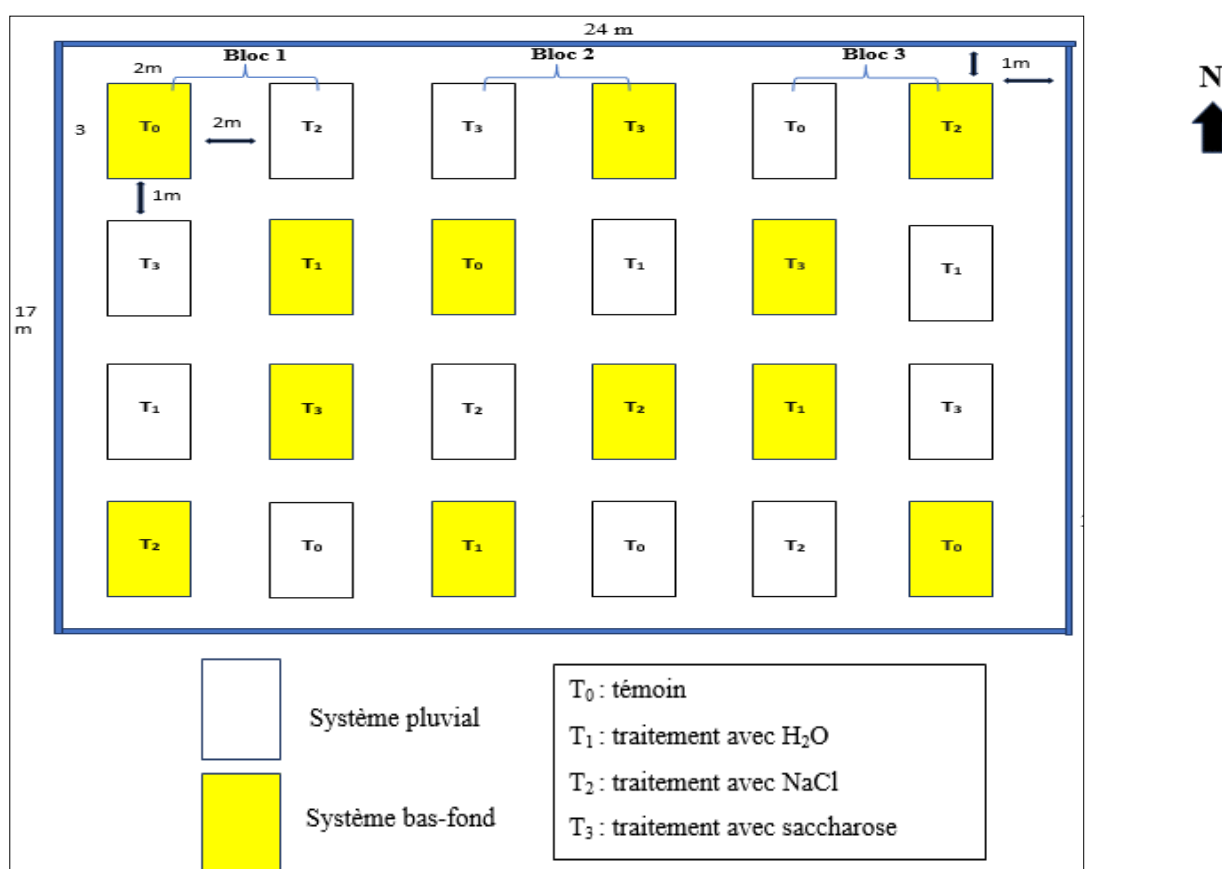 24 m
Bloc 1 Bloc 2 Bloc 3
2m 1m
N
3 T₀ 2m T₂ T₃ T₃ T₀ T₂
1m
T₃ T₁ T₀ T₁ T₃ T₁
17
m
T₁ T₃ T₂ T₂ T₁ T₃
T₂ T₀ T₁ T₀ T₂ T₀
Système pluvial
Système bas-fond
T₀ : témoin
T₁ : traitement avec H₂O
T₂ : traitement avec NaCl
T₃ : traitement avec saccharose